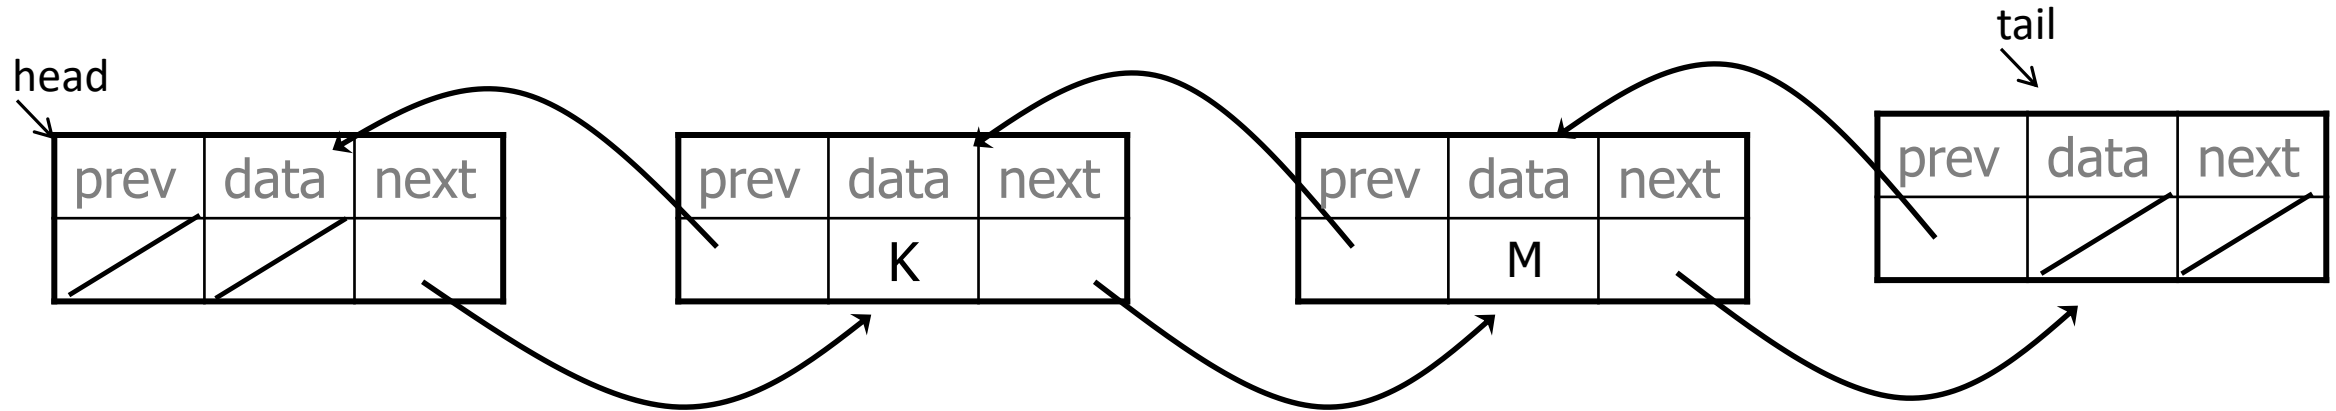 tail
head
prev data next
prev data next
prev data next
prev data next
K
M